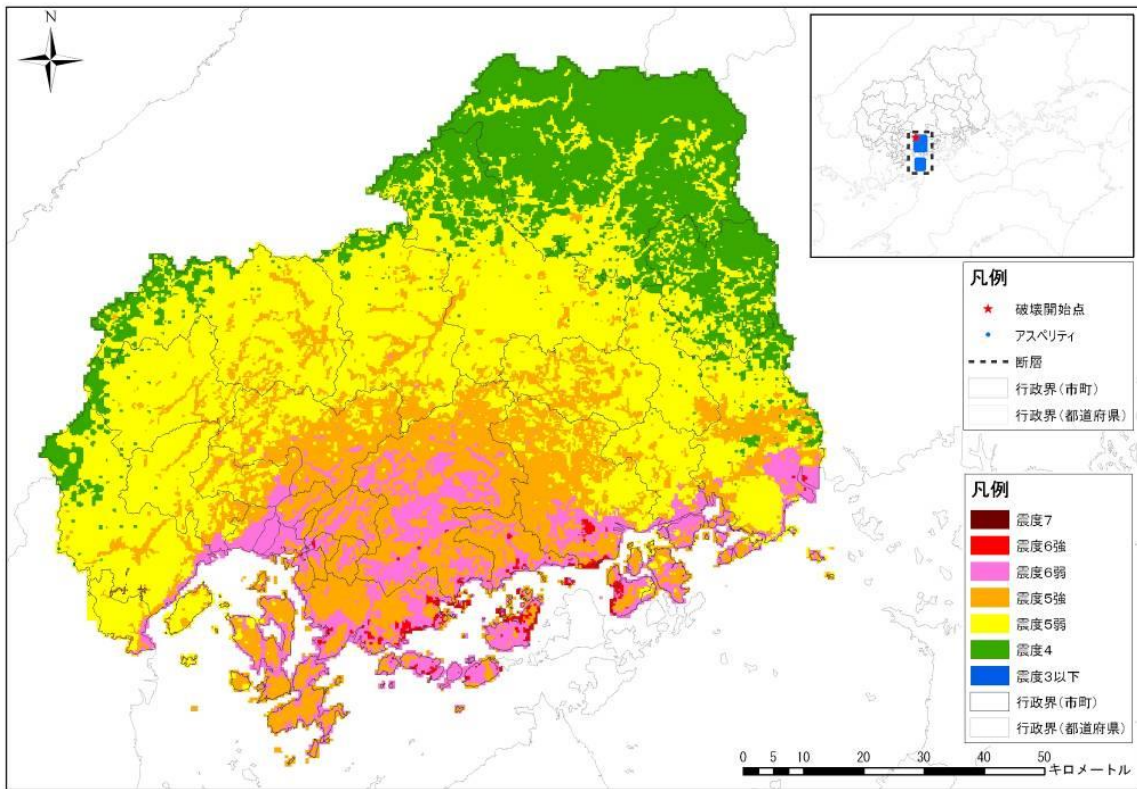 N
凡例
破壊開始点
アスペリティ
断層
行政界(市町)
行政界(都道府県)
凡例
震度7
震度6強
震度6弱
震度5強
震度5弱
震度4
震度3以下
行政界(市町)
行政界(都道府県)
0 5 10 20 30 40 50
キロメートル